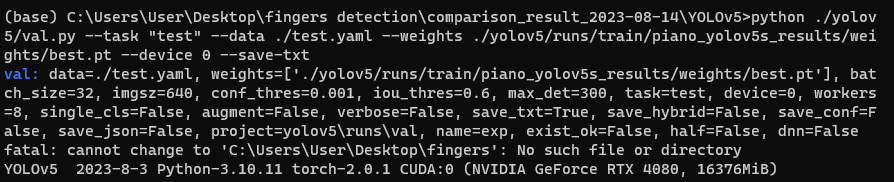 (base) C:\Users\User\Desktop\fingers detection\comparison_result_2023-08-14\YOLOv5>python ./yolov
5/val.py --task "test" --data ./test.yaml --weights ./yolov5/runs/train/piano_yolov5s_results/wei
ghts/best.pt --device 0 --save-txt
val: data=./test.yaml, weights=['./yolov5/runs/train/piano_yolov5s_results/weights/best.pt'], bat
ch_size=32, imgsz=640, conf_thres=0.001, iou_thres=0.6, max_det=300, task=test, device=0, workers
=8, single_cls=False, augment=False, verbose=False, save_txt=True, save_hybrid=False, save_conf=F
alse, save_json=False, project=yolov5\runs\val, name=exp, exist_ok=False, half=False, dnn=False
fatal: cannot change to 'C:\Users\User\Desktop\fingers': No such file or directory
YOLOv5  2023-8-3 Python-3.10.11 torch-2.0.1 CUDA:0 (NVIDIA GeForce RTX 4080, 16376MiB)